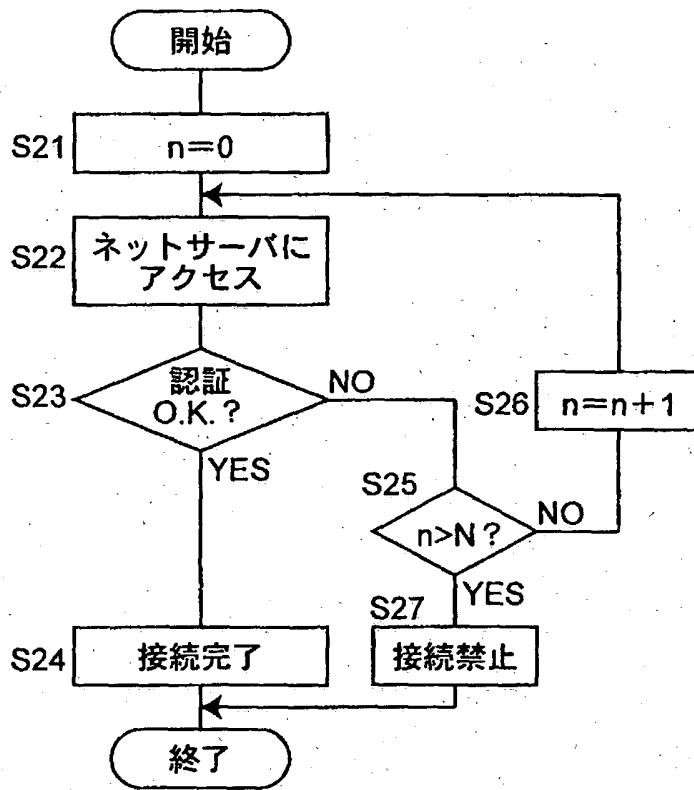 開始
S21
n=0
S22
ネットサーバに
アクセス
S23
認証
O.K.?
NO
YES
S25
n>N?
NO
YES
S26
n=n+1
S27
接続禁止
S24
接続完了
終了